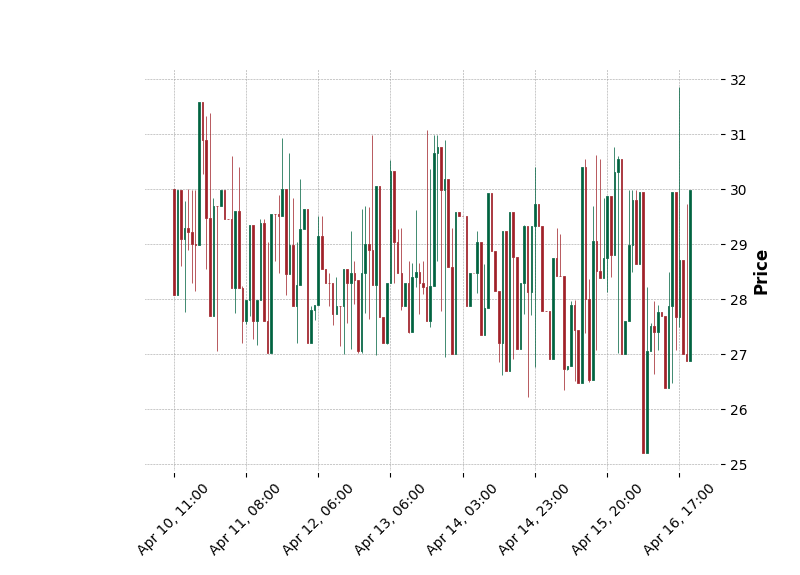 32
31
30
29
28
27
26
25
Price
Apr 10, 11:00
Apr 11, 08:00
Apr 12, 06:00
Apr 13, 06:00
Apr 14, 03:00
Apr 14, 23:00
Apr 15, 20:00
Apr 16, 17:00